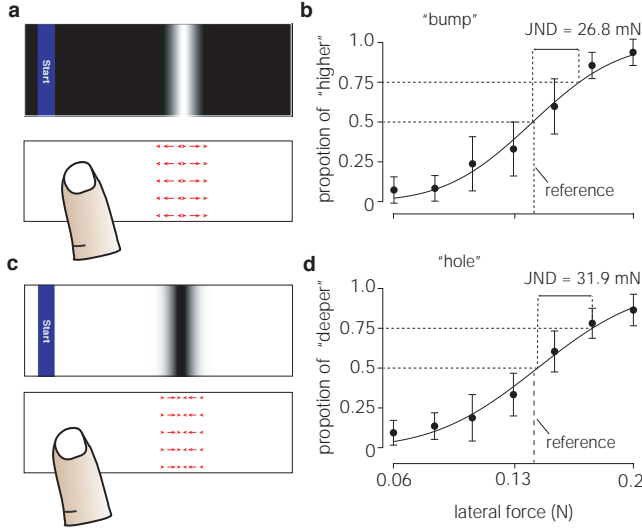 a
Start
b
"bump"
JND = 26.8 mN
propotion of "higher"
1.0
0.75
0.5
0.25
0
reference
c
Start
d
"hole"
JND = 31.9 mN
propotion of "deeper"
1.0
0.75
0.5
0.25
0
reference
0.06
0.13
0.2
lateral force (N)